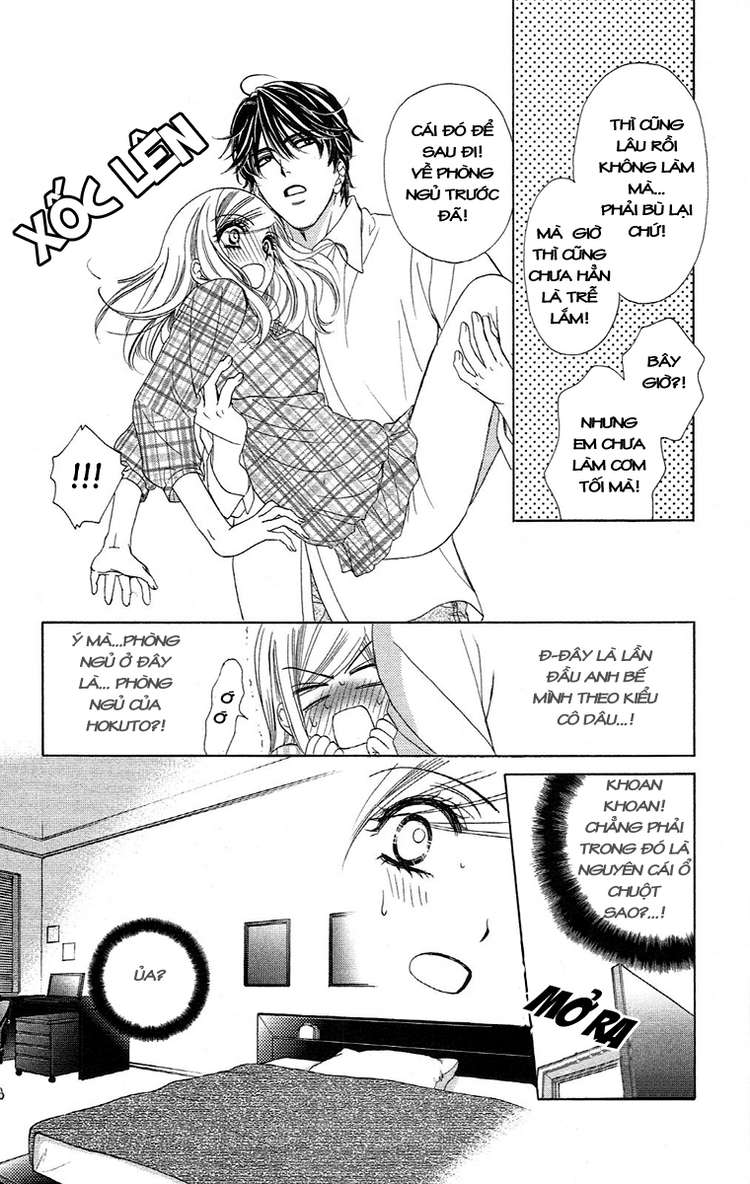 THÌ CŨNG
LÂU RỒI
KHÔNG LÀM
MÀ...
PHẢI BÙ LẠI
CHỨ!
MÀ GIỜ
THÌ CŨNG
CHƯA HẲN
LÀ TRỄ
LẮM!
BÂY
GIỜ?!
NHƯNG
EM CHƯA
LÀM CƠM
TỐI MÀ!
CÁI ĐÓ ĐỂ
SAU ĐI!
VỀ PHÒNG
NGỦ TRƯỚC
ĐÃ!
XỐC LÊN
!!!
Đ-ĐÂY LÀ LẦN
ĐẦU ANH BẾ
MÌNH THEO KIỂU
CÔ DÂU...!
Á
Á
Ý MÀ...PHÒNG
NGỦ Ở ĐÂY
LÀ... PHÒNG
NGỦ CỦA
HOKUTO?!
KHOAN
KHOAN!
CHẲNG PHẢI
TRONG ĐÓ LÀ
NGUYÊN CÁI Ổ
CHUỘT
SAO?...!
MỞ RA
ỦA?